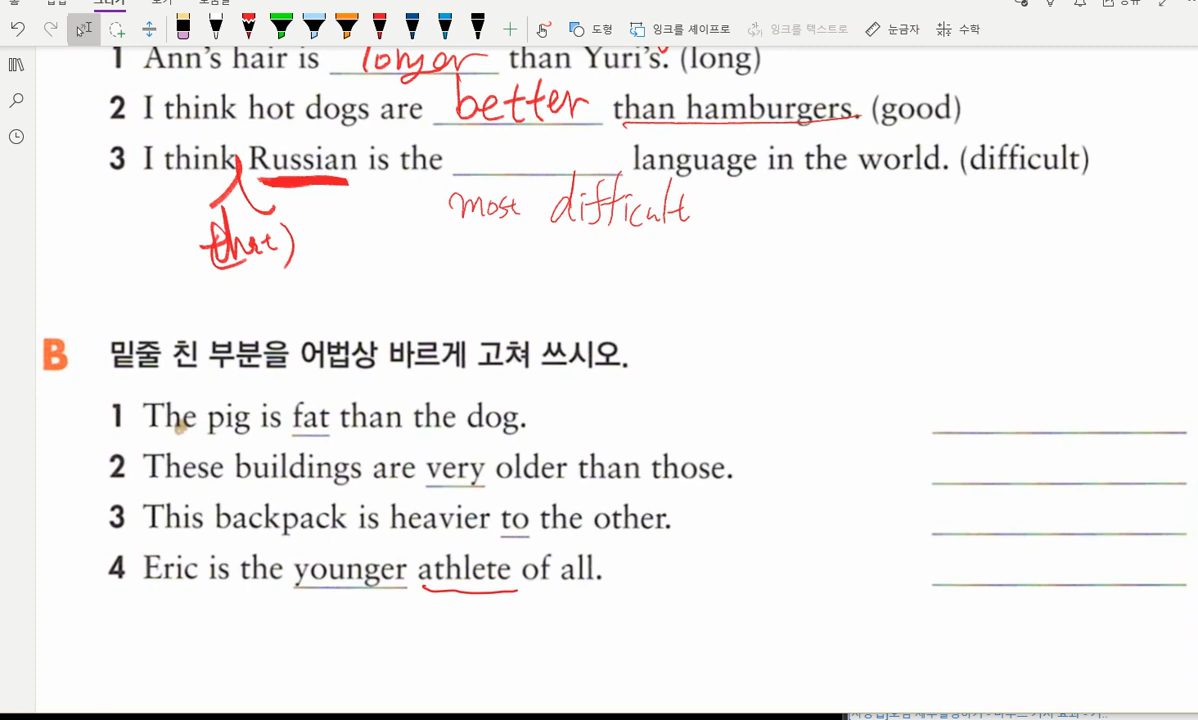 도형
잉크를 셰이프로
잉크를 텍스트로
눈금자
수학
1 Ann's hair is longer than Yuri's. (long)
2 I think hot dogs are better than hamburgers. (good)
3 I think Russian is the language in the world. (difficult)
most difficult
that)
B 밑줄 친 부분을 어법상 바르게 고쳐 쓰시오.
1 The pig is fat than the dog.
2 These buildings are very older than those.
3 This backpack is heavier to the other.
4 Eric is the younger athlete of all.